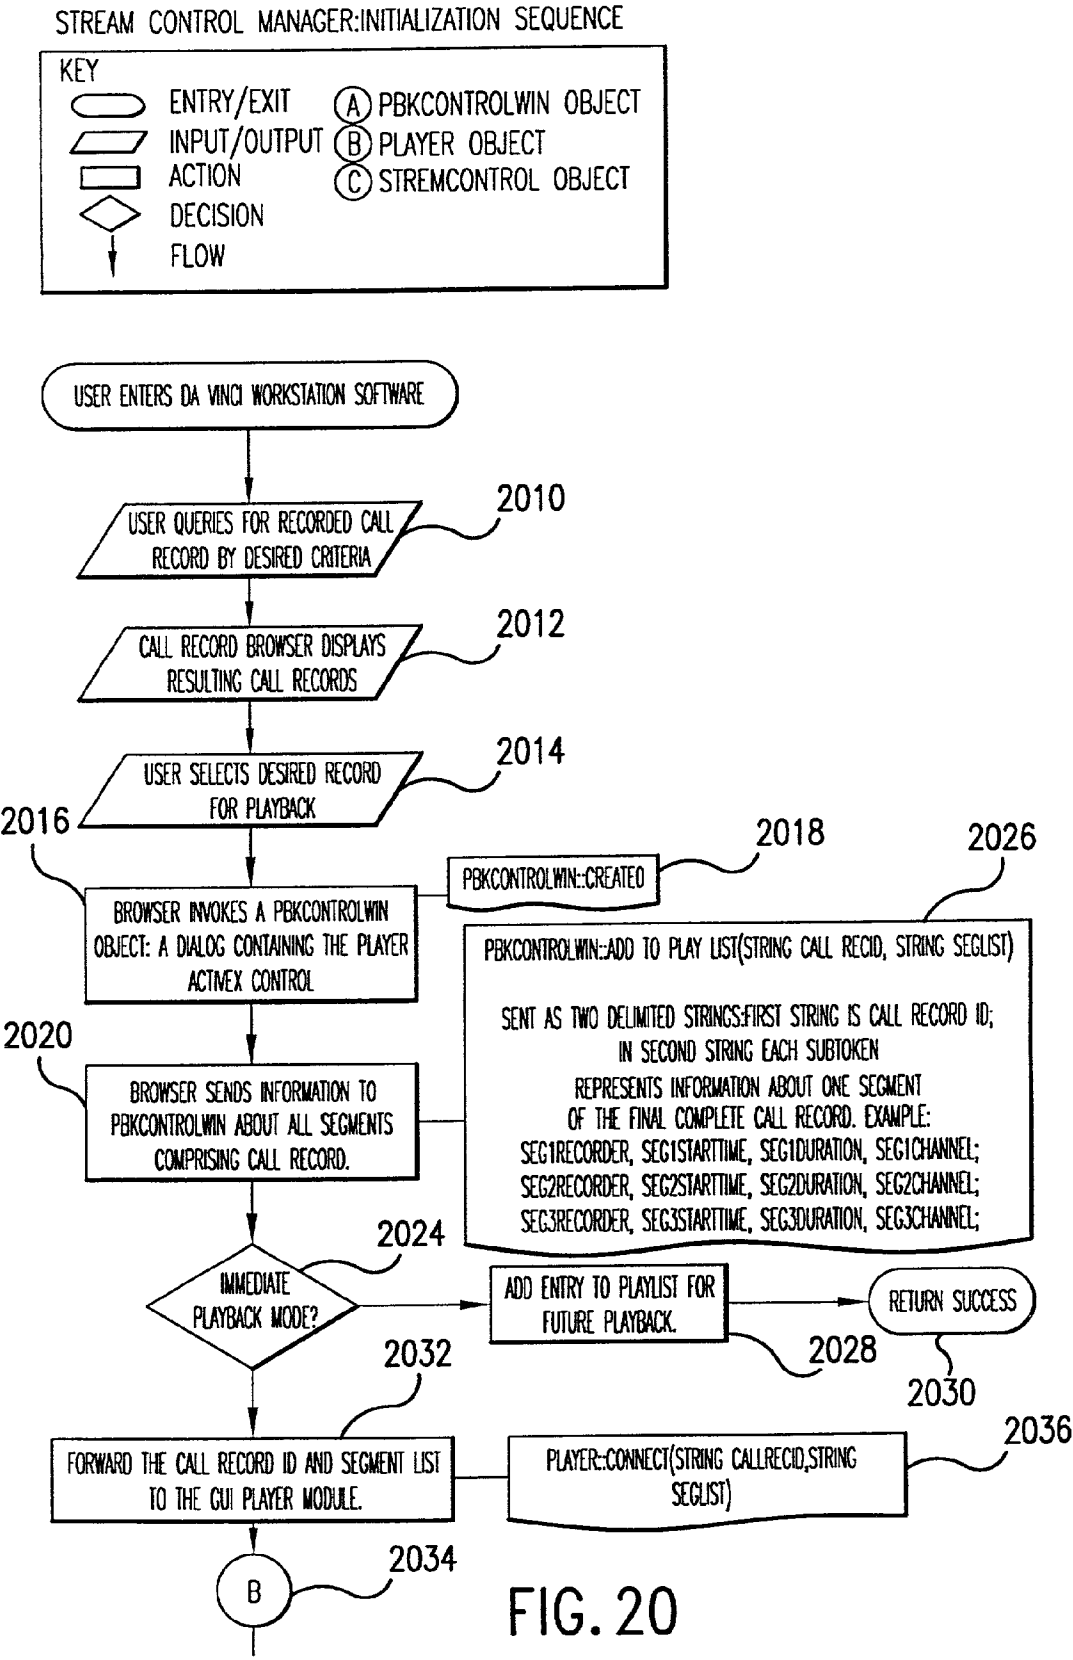 STREAM CONTROL MANAGER:INITIALIZATION SEQUENCE
KEY
ENTRY/EXIT
INPUT/OUTPUT
ACTION
DECISION
FLOW
A PBKCONTROLWIN OBJECT
B PLAYER OBJECT
C STREMCONTROL OBJECT
USER ENTERS DA VINCI WORKSTATION SOFTWARE
2010
USER QUERIES FOR RECORDED CALL
RECORD BY DESIRED CRITERIA
2012
CALL RECORD BROWSER DISPLAYS
RESULTING CALL RECORDS
2014
USER SELECTS DESIRED RECORD
FOR PLAYBACK
2016
BROWSER INVOKES A PBKCONTROLWIN
OBJECT: A DIALOG CONTAINING THE PLAYER
ACTIVEX CONTROL
2018
PBKCONTROLWIN::CREATED
2026
PBKCONTROLWIN::ADD TO PLAY LIST(STRING CALL RECID, STRING SEGLIST)
SENT AS TWO DELIMITED STRINGS:FIRST STRING IS CALL RECORD ID;
IN SECOND STRING EACH SUBTOKEN
REPRESENTS INFORMATION ABOUT ONE SEGMENT
OF THE FINAL COMPLETE CALL RECORD. EXAMPLE:
SEG1RECORDER, SEG1STARTTIME, SEG1DURATION, SEG1CHANNEL;
SEG2RECORDER, SEG2STARTTIME, SEG2DURATION, SEG2CHANNEL;
SEG3RECORDER, SEG3STARTTIME, SEG3DURATION, SEG3CHANNEL;
2020
BROWSER SENDS INFORMATION TO
PBKCONTROLWIN ABOUT ALL SEGMENTS
COMPRISING CALL RECORD.
2024
IMMEDIATE
PLAYBACK MODE?
ADD ENTRY TO PLAYLIST FOR
FUTURE PLAYBACK.
2028
RETURN SUCCESS
2030
2032
FORWARD THE CALL RECORD ID AND SEGMENT LIST
TO THE GUI PLAYER MODULE.
2036
PLAYER::CONNECT(STRING CALLRECID,STRING
SEGLIST)
B
2034
FIG. 20